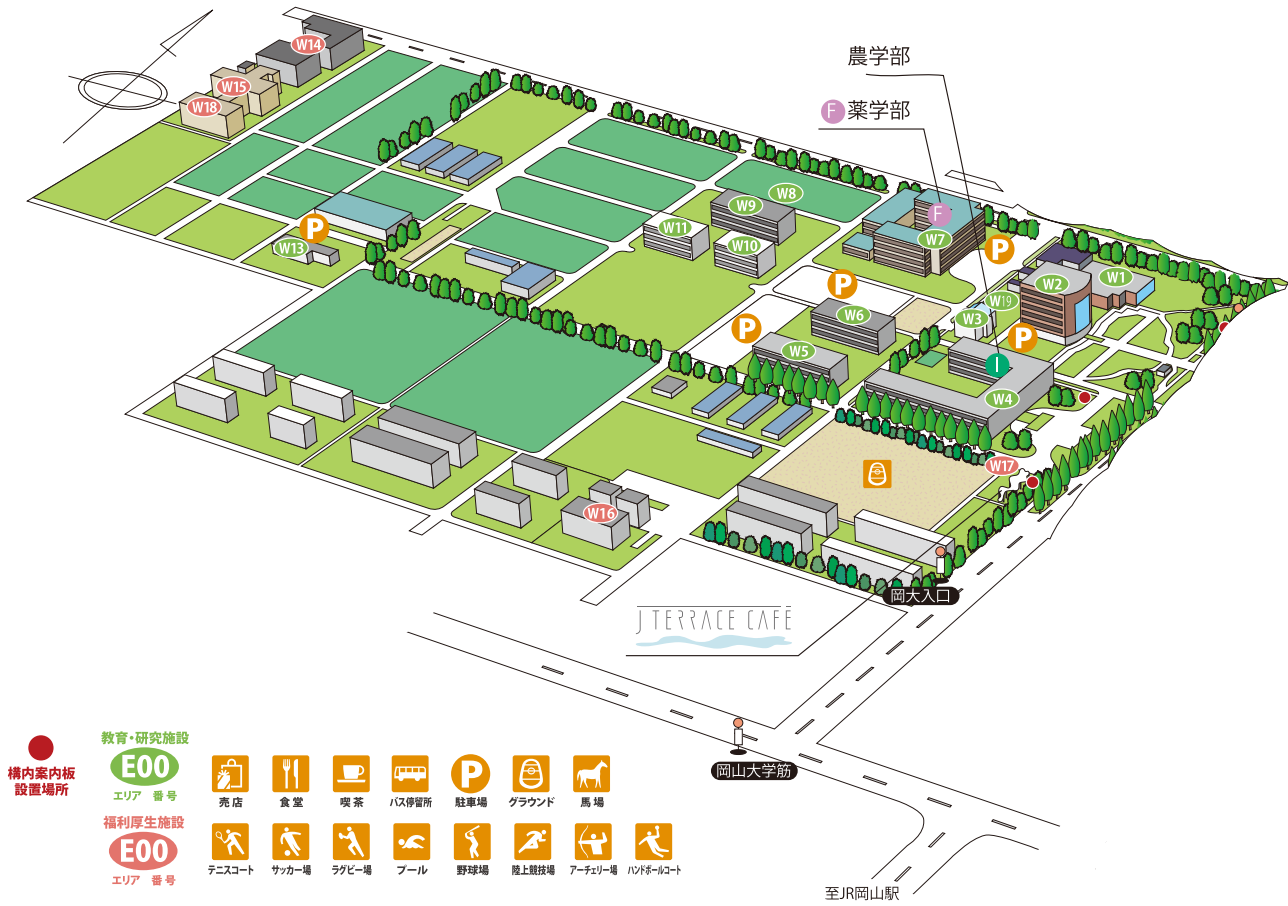 農学部
F 薬学部
W14
W15
W18
W8
W9
W11
W10
F
W7
P
W13
P
W1
W2
W19
W3
P
W6
P
P
W5
I
W4
W17
W16
岡大入口
J TERRACE CAFE
岡山大学筋
至JR岡山駅
構内案内板
設置場所
教育・研究施設
E00
エリア 番号
福利厚生施設
E00
エリア 番号
売店
食堂
喫茶
バス停留所
P
駐車場
グラウンド
馬場
テニスコート
サッカー場
ラグビー場
プール
野球場
陸上競技場
アーチェリー場
ハンドボールコート